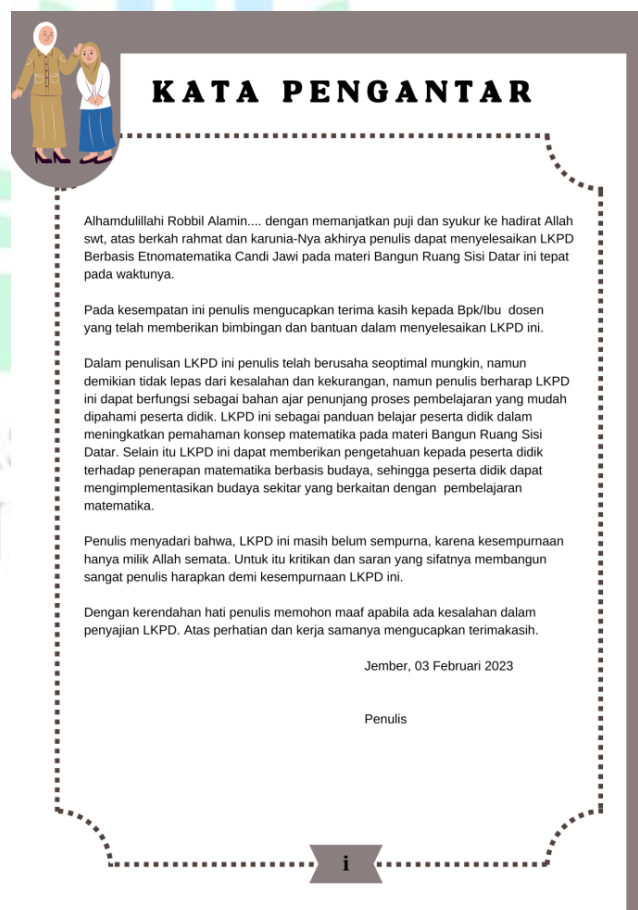 KATA PENGANTAR
Alhamdulillahi Robbil Alamin.... dengan memanjatkan puji dan syukur ke hadirat Allah
swt, atas berkah rahmat dan karunia-Nya akhirya penulis dapat menyelesaikan LKPD
Berbasis Etnomatematika Candi Jawi pada materi Bangun Ruang Sisi Datar ini tepat
pada waktunya.
Pada kesempatan ini penulis mengucapkan terima kasih kepada Bpk/Ibu dosen
yang telah memberikan bimbingan dan bantuan dalam menyelesaikan LKPD ini.
Dalam penulisan LKPD ini penulis telah berusaha seoptimal mungkin, namun
demikian tidak lepas dari kesalahan dan kekurangan, namun penulis berharap LKPD
ini dapat berfungsi sebagai bahan ajar penunjang proses pembelajaran yang mudah
dipahami peserta didik. LKPD ini sebagai panduan belajar peserta didik dalam
meningkatkan pemahaman konsep matematika pada materi Bangun Ruang Sisi
Datar. Selain itu LKPD ini dapat memberikan pengetahuan kepada peserta didik
terhadap penerapan matematika berbasis budaya, sehingga peserta didik dapat
mengimplementasikan budaya sekitar yang berkaitan dengan pembelajaran
matematika.
Penulis menyadari bahwa, LKPD ini masih belum sempurna, karena kesempurnaan
hanya milik Allah semata. Untuk itu kritikan dan saran yang sifatnya membangun
sangat penulis harapkan demi kesempurnaan LKPD ini.
Dengan kerendahan hati penulis memohon maaf apabila ada kesalahan dalam
penyajian LKPD. Atas perhatian dan kerja samanya mengucapkan terimakasih.
Jember, 03 Februari 2023
Penulis
i